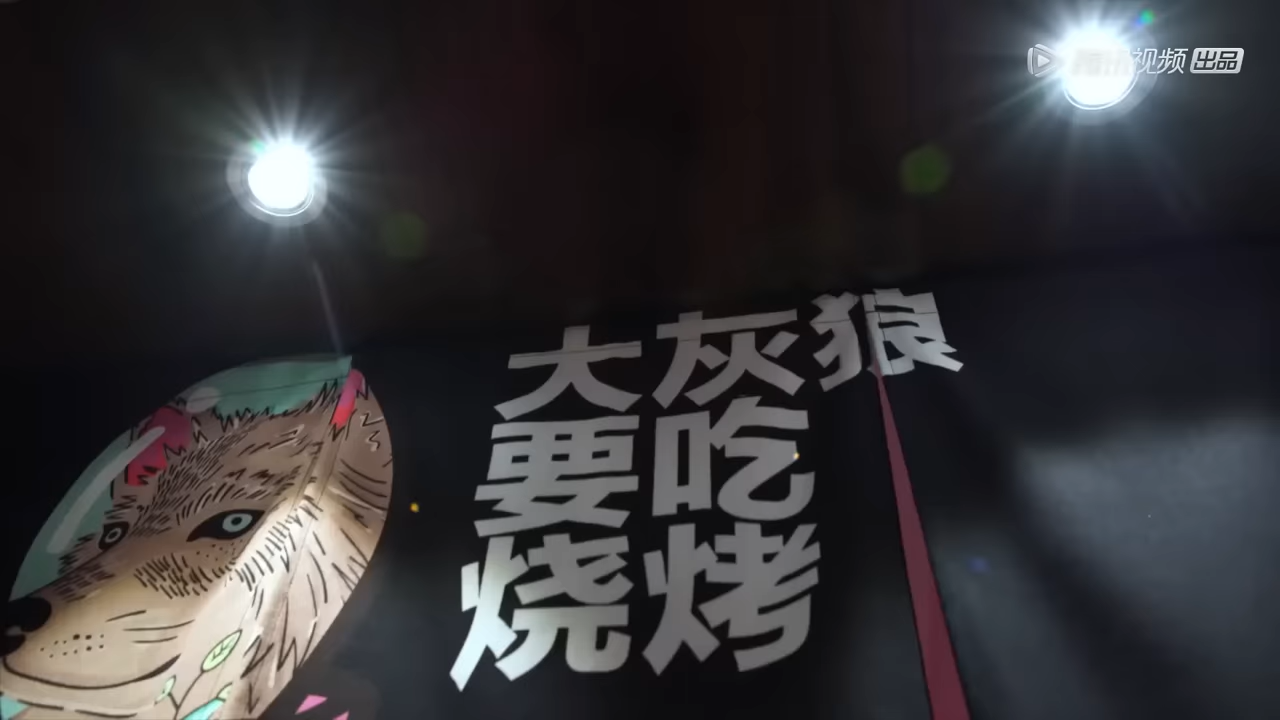 腾讯视频 出品
大灰狼
要吃
烧烤